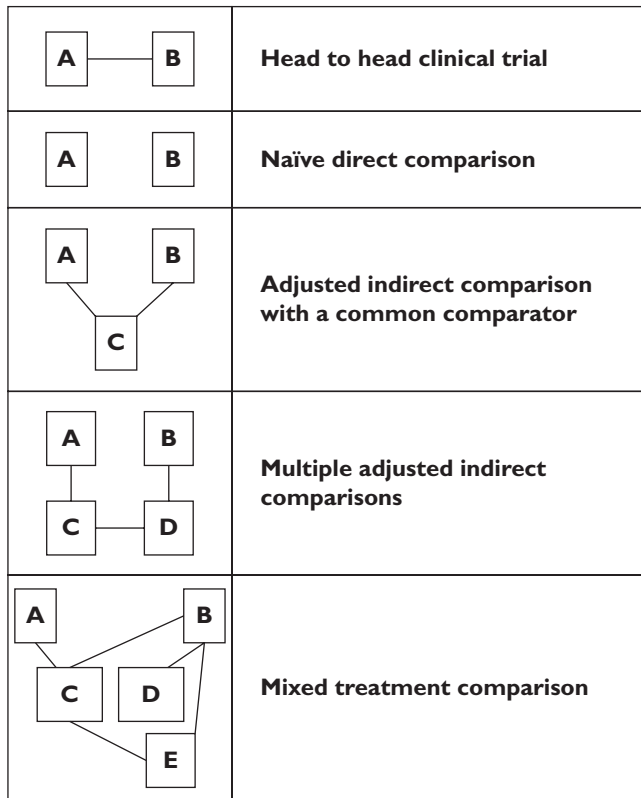 A B
Head to head clinical trial
A B
Naïve direct comparison
A B
C
Adjusted indirect comparison
with a common comparator
A B
C D
Multiple adjusted indirect
comparisons
A B
C D
E
Mixed treatment comparison